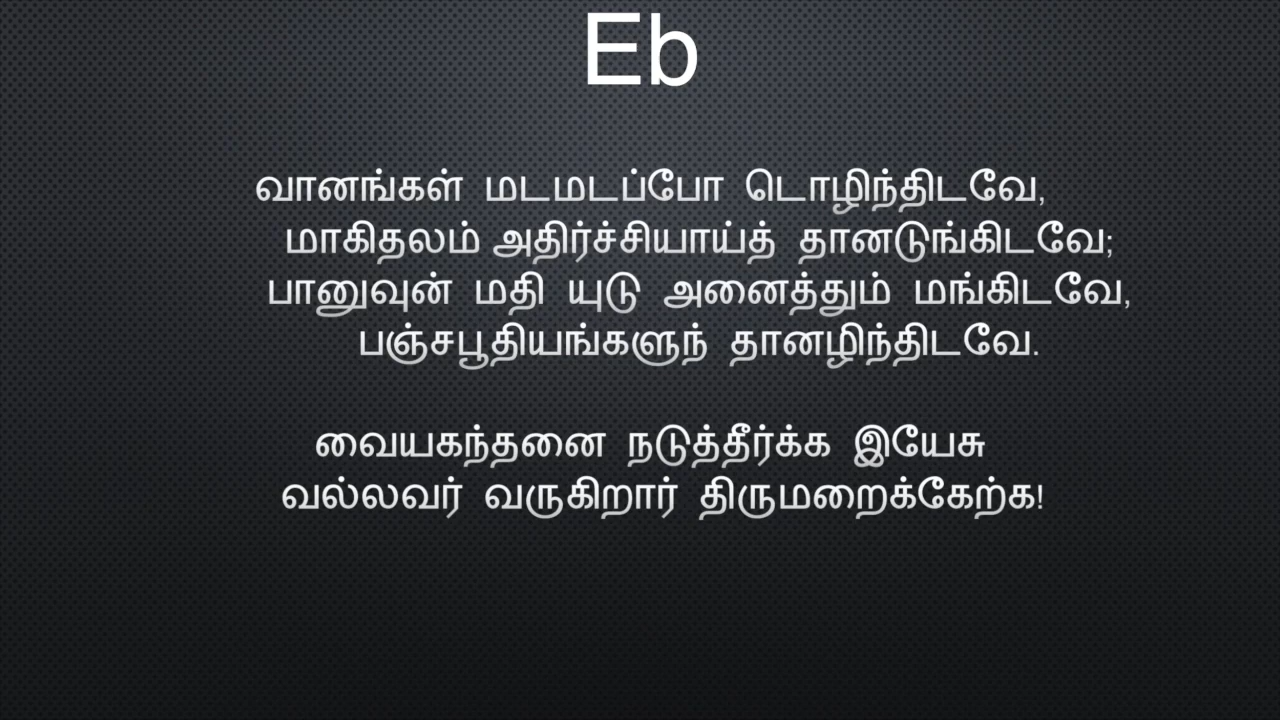 Eb
வானங்கள் மடமடப்போ டொழிந்திடவே,
மாகிதலம் அதிர்ச்சியாய்த் தானடுங்கிடவே;
பானுவுன் மதி யுடு அனைத்தும் மங்கிடவே,
பஞ்சபூதியங்களுந் தானழிந்திடவே.
வையகந்தனை நடுத்தீர்க்க இயேசு
வல்லவர் வருகிறார் திருமறைக்கேற்க!